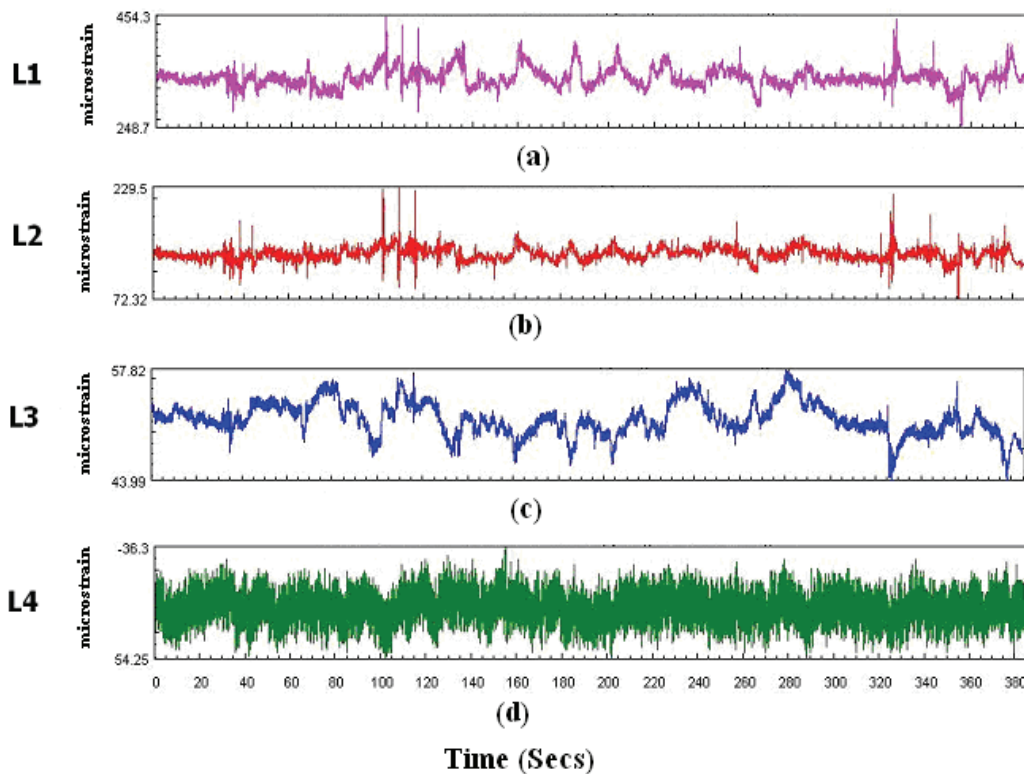 454.3
L1
microstrain
248.7
(a)
229.5
L2
microstrain
72.32
(b)
57.82
L3
microstrain
43.99
(c)
-36.3
L4
microstrain
54.25
0 20 40 60 80 100 120 140 160 180 200 220 240 260 280 300 320 340 360 380
(d)
Time (Secs)